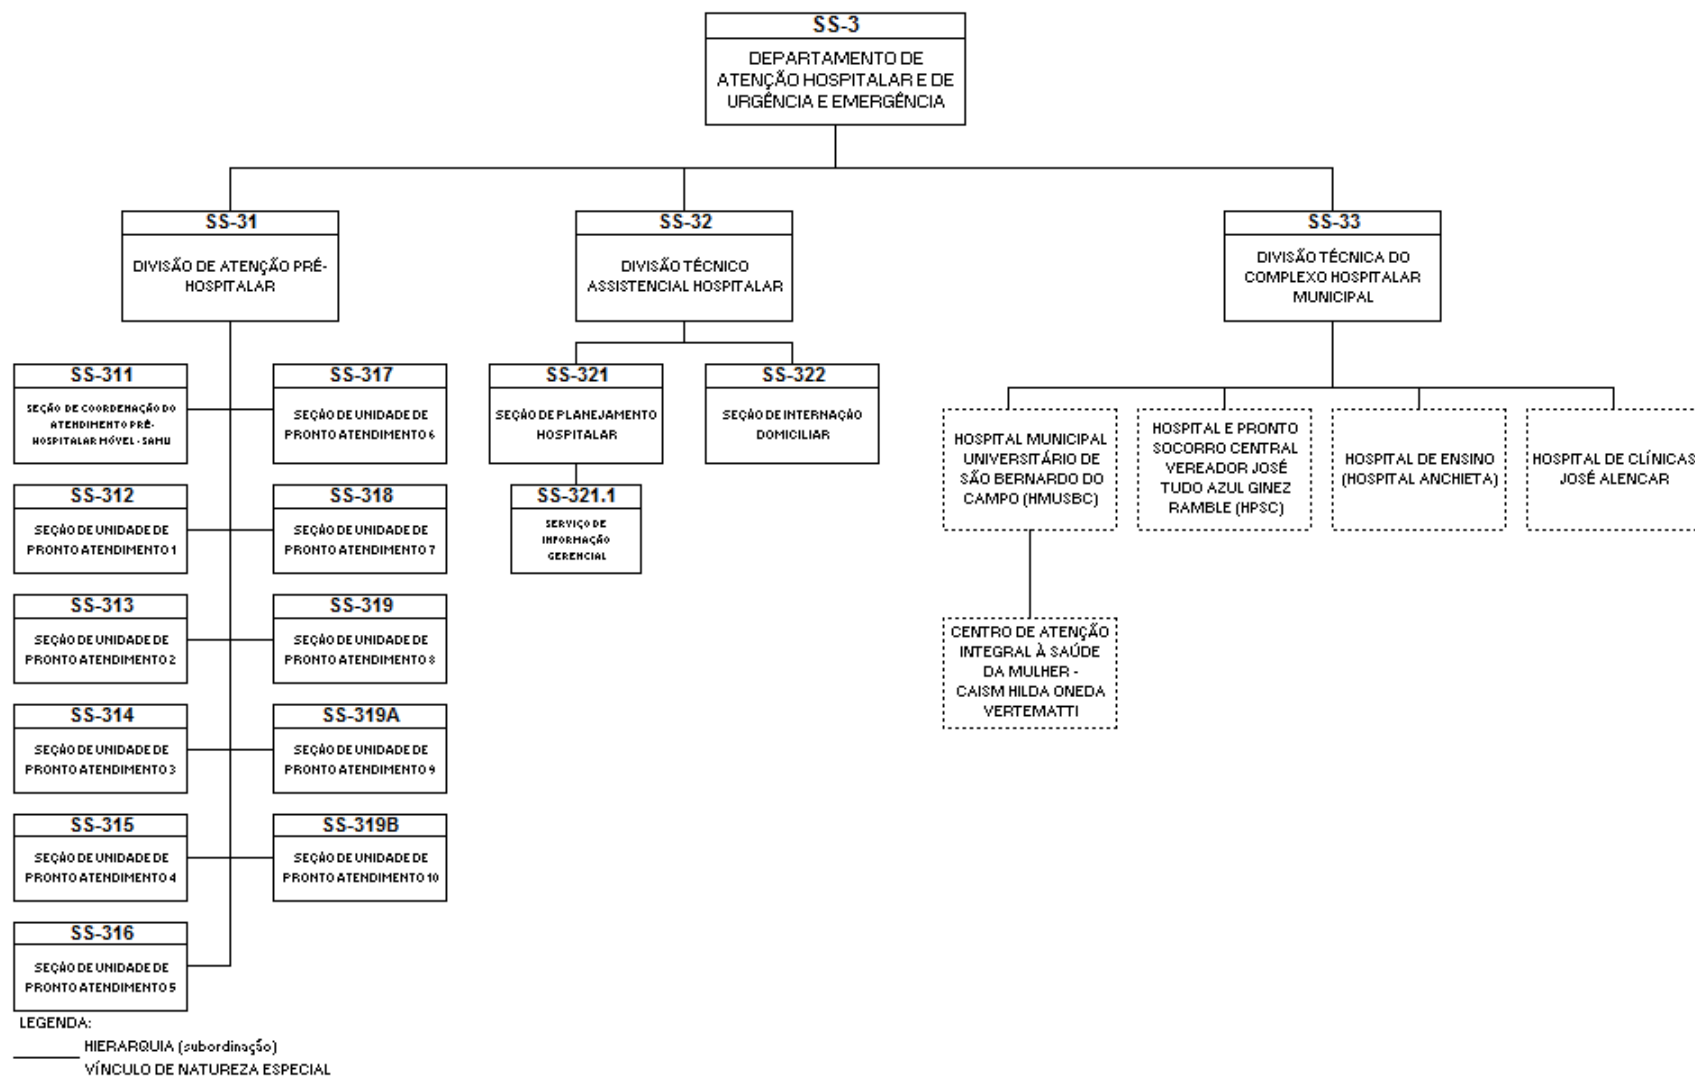 SS-3
DEPARTAMENTO DE
ATENÇÃO HOSPITALAR E DE
URGÊNCIA E EMERGÊNCIA
SS-31
DIVISÃO DE ATENÇÃO PRÉ-
HOSPITALAR
SS-32
DIVISÃO TÉCNICO
ASSISTENCIAL HOSPITALAR
SS-33
DIVISÃO TÉCNICA DO
COMPLEXO HOSPITALAR
MUNICIPAL
SS-311
SEÇÃO DE COORDENAÇÃO DO
ATENDIMENTO PRÉ-
HOSPITALAR MÓVEL - SAMU
SS-317
SEÇÃO DE UNIDADE DE
PRONTO ATENDIMENTO 6
SS-321
SEÇÃO DE PLANEJAMENTO
HOSPITALAR
SS-322
SEÇÃO DE INTERNAÇÃO
DOMICILIAR
HOSPITAL MUNICIPAL
UNIVERSITÁRIO DE
SÃO BERNARDO DO
CAMPO (HMUSBC)
HOSPITAL E PRONTO
SOCORRO CENTRAL
VEREADOR JOSÉ
TUDO AZUL GINEZ
RAMBLE (HPSC)
HOSPITAL DE ENSINO
(HOSPITAL ANCHIETA)
HOSPITAL DE CLÍNICAS
JOSÉ ALENCAR
SS-312
SEÇÃO DE UNIDADE DE
PRONTO ATENDIMENTO 1
SS-318
SEÇÃO DE UNIDADE DE
PRONTO ATENDIMENTO 7
SS-321.1
SERVIÇO DE
INFORMAÇÃO
GERENCIAL
SS-313
SEÇÃO DE UNIDADE DE
PRONTO ATENDIMENTO 2
SS-319
SEÇÃO DE UNIDADE DE
PRONTO ATENDIMENTO 8
CENTRO DE ATENÇÃO
INTEGRAL À SAÚDE
DA MULHER -
CAISM HILDA ONEDA
VERTEMATTI
SS-314
SEÇÃO DE UNIDADE DE
PRONTO ATENDIMENTO 3
SS-319A
SEÇÃO DE UNIDADE DE
PRONTO ATENDIMENTO 9
SS-315
SEÇÃO DE UNIDADE DE
PRONTO ATENDIMENTO 4
SS-319B
SEÇÃO DE UNIDADE DE
PRONTO ATENDIMENTO 10
SS-316
SEÇÃO DE UNIDADE DE
PRONTO ATENDIMENTO 5
LEGENDA:
HIERARQUIA (subordinação)
VÍNCULO DE NATUREZA ESPECIAL